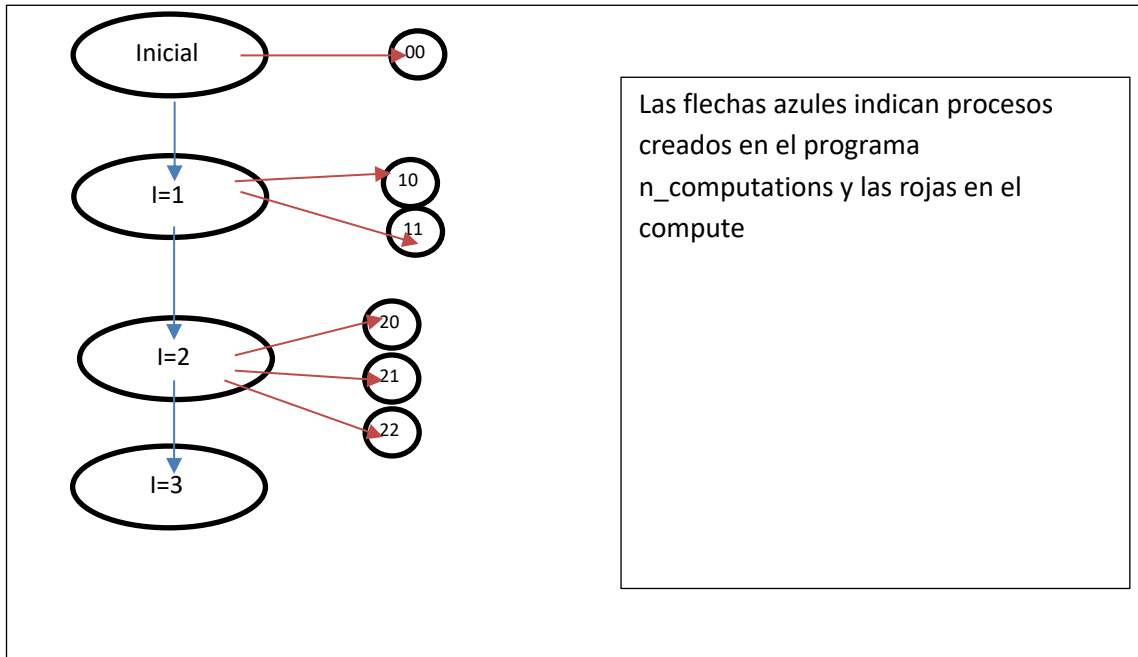 Inicial
00
I=1
10
11
I=2
20
21
22
I=3
Las flechas azules indican procesos
creados en el programa
n_computations y las rojas en el
compute